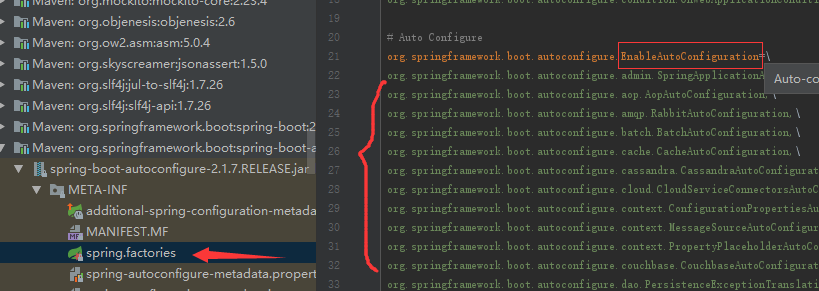 Maven: org.mockito:mockito-core:2.23.4
Maven: org.objenesis:objenesis:2.6
Maven: org.ow2.asm:asm:5.0.4
Maven: org.skyscreamer:jsonassert:1.5.0
Maven: org.slf4j:jul-to-slf4j:1.7.26
Maven: org.slf4j:slf4j-api:1.7.26
Maven: org.springframework.boot:spring-boot:2
Maven: org.springframework.boot:spring-boot-a
spring-boot-autoconfigure-2.1.7.RELEASE.jar
META-INF
additional-spring-configuration-metada
MANIFEST.MF
spring.factories
spring-autoconfigure-metadata.propert
19
20 # Auto Configure
21 org.springframework.boot.autoconfigure.EnableAutoConfiguration=\
22 org.springframework.boot.autoconfigure.admin.SpringApplicationA
Auto-co
23 org.springframework.boot.autoconfigure.aop.AopAutoConfiguration,\
24 org.springframework.boot.autoconfigure.amqp.RabbitAutoConfiguration,\
25 org.springframework.boot.autoconfigure.batch.BatchAutoConfiguration,\
26 org.springframework.boot.autoconfigure.cache.CacheAutoConfiguration,\
27 org.springframework.boot.autoconfigure.cassandra.CassandraAutoConfigurat
28 org.springframework.boot.autoconfigure.cloud.CloudServiceConnectorsAutoC
29 org.springframework.boot.autoconfigure.context.ConfigurationPropertiesAu
30 org.springframework.boot.autoconfigure.context.MessageSourceAutoConfigur
31 org.springframework.boot.autoconfigure.context.PropertyPlaceholderAutoCo
32 org.springframework.boot.autoconfigure.couchbase.CouchbaseAutoConfigurat
33 org.springframework.boot.autoconfigure.dao.PersistenceExceptionTranslati